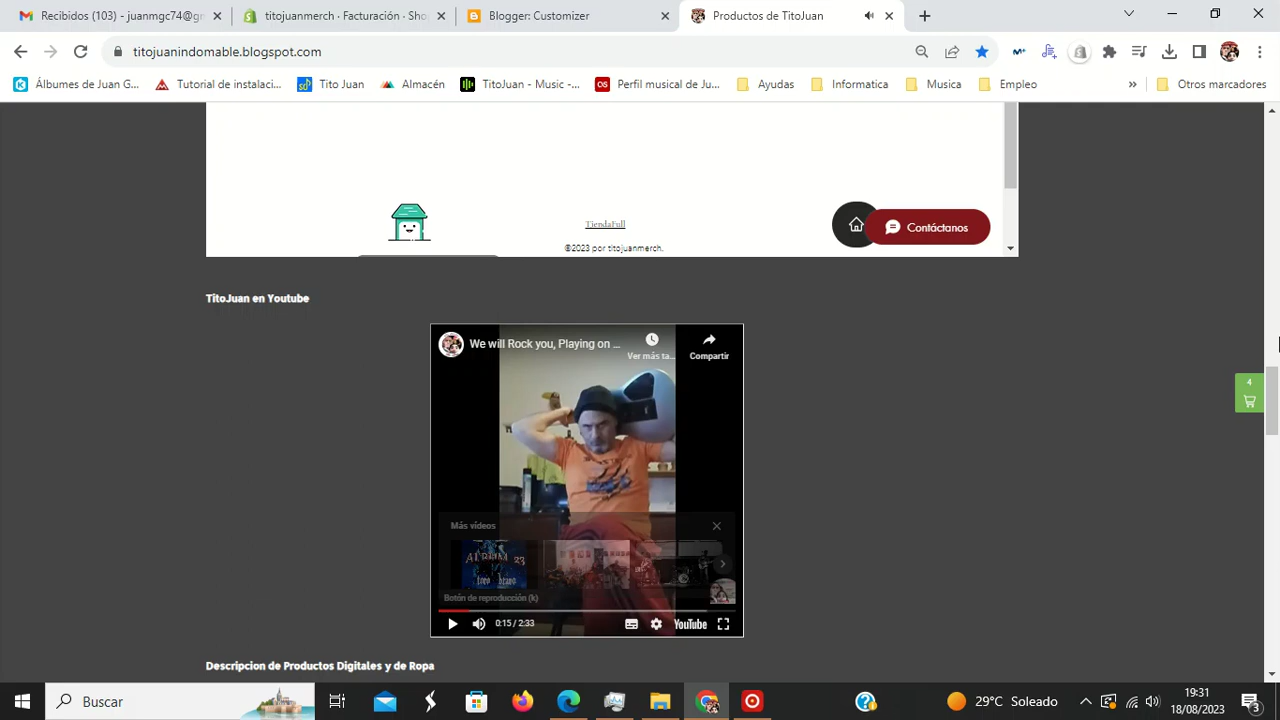 Recibidos (103) - juanmgc74@gm
titojuanmerch · Facturación · Sho
Blogger: Customizer
Productos de TitoJuan
titojuanindomable.blogspot.com
Álbumes de Juan G...
Tutorial de instalaci...
Tito Juan
Almacén
TitoJuan - Music -...
Perfil musical de Ju...
Ayudas
Informatica
Musica
Empleo
Otros marcadores
TiendaFull
©2023 por titojuanmerch.
Contáctanos
TitoJuan en Youtube
We will Rock you, Playing on ...
Ver más ta...
Compartir
4
Más vídeos
Botón de reproducción (k)
0:15 / 2:33
YouTube
Descripcion de Productos Digitales y de Ropa
Buscar
29°C Soleado
19:31
18/08/2023
3